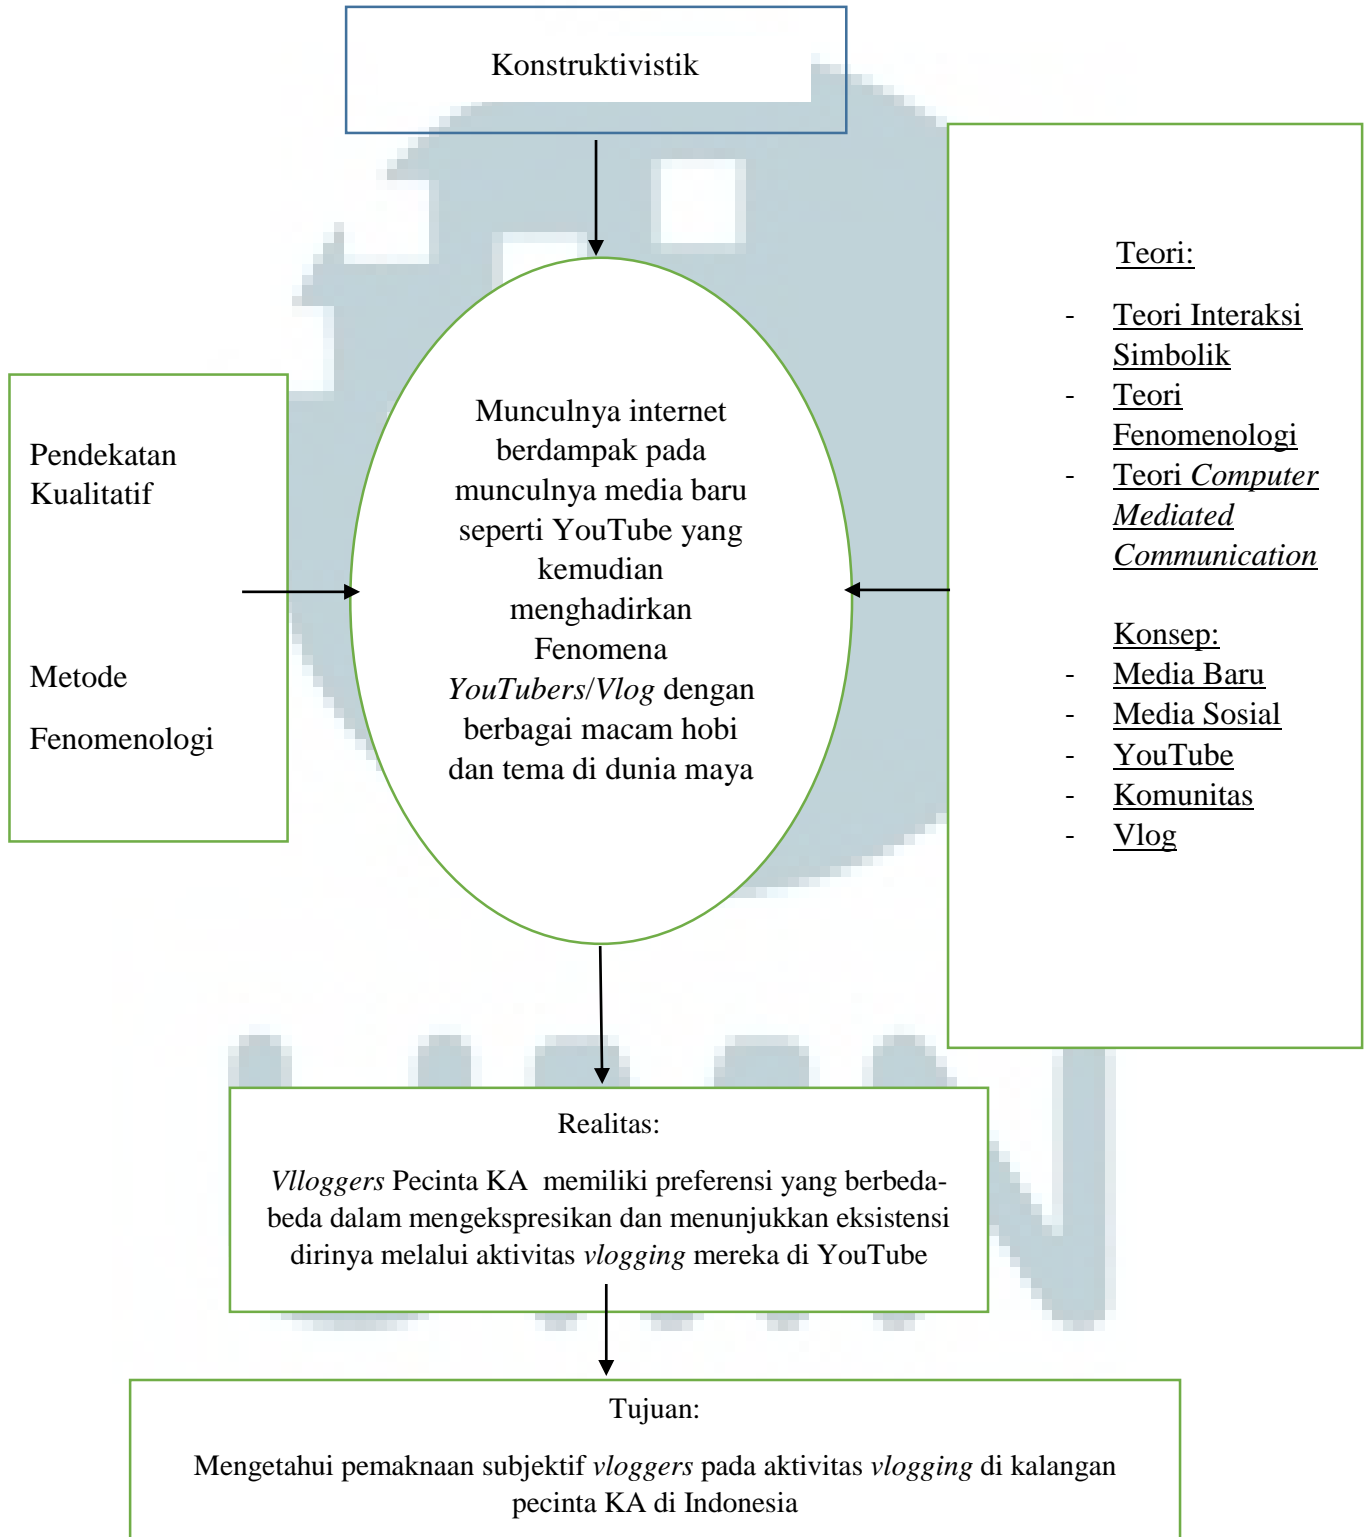 Konstruktivistik
Pendekatan
Kualitatif
Metode
Fenomenologi
Munculnya internet
berdampak pada
munculnya media baru
seperti YouTube yang
kemudian
menghadirkan
Fenomena
YouTubers/Vlog dengan
berbagai macam hobi
dan tema di dunia maya
Teori:
- Teori Interaksi
Simbolik
- Teori
Fenomenologi
- Teori Computer
Mediated
Communication
Konsep:
- Media Baru
- Media Sosial
- YouTube
- Komunitas
- Vlog
Realitas:
Vlloggers Pecinta KA memiliki preferensi yang berbeda-
beda dalam mengekspresikan dan menunjukkan eksistensi
dirinya melalui aktivitas vlogging mereka di YouTube
Tujuan:
Mengetahui pemaknaan subjektif vloggers pada aktivitas vlogging di kalangan
pecinta KA di Indonesia